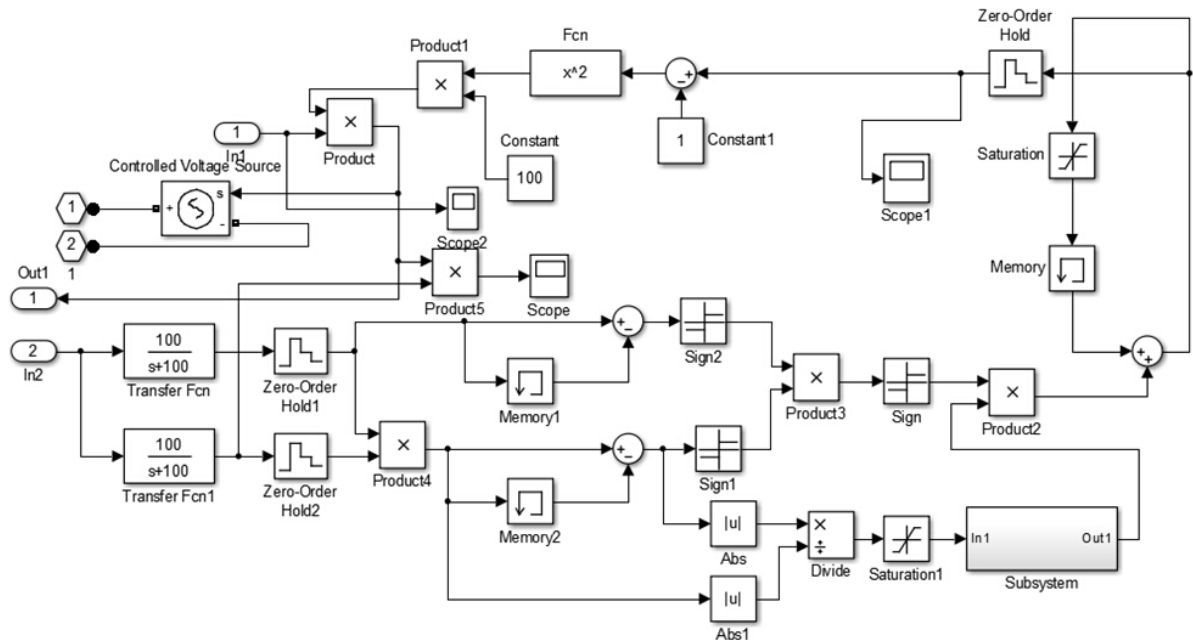 Zero-Order
Hold
Fcn
x^2
Product1
×
−
+
1
Constant1
Constant
100
1
In1
×
Product
Saturation
Scope1
Controlled Voltage Source
s
+
-
1
2
1
Scope2
Memory
Out1
1
×
Product5
Scope
2
In2
100
s+100
Transfer Fcn
Zero-Order
Hold1
+
−
Sign2
Memory1
×
Product3
Sign
×
Product2
+
+
100
s+100
Transfer Fcn1
Zero-Order
Hold2
×
Product4
+
−
Sign1
Memory2
|u|
Abs
×
÷
Divide
Saturation1
In1
Out1
Subsystem
|u|
Abs1